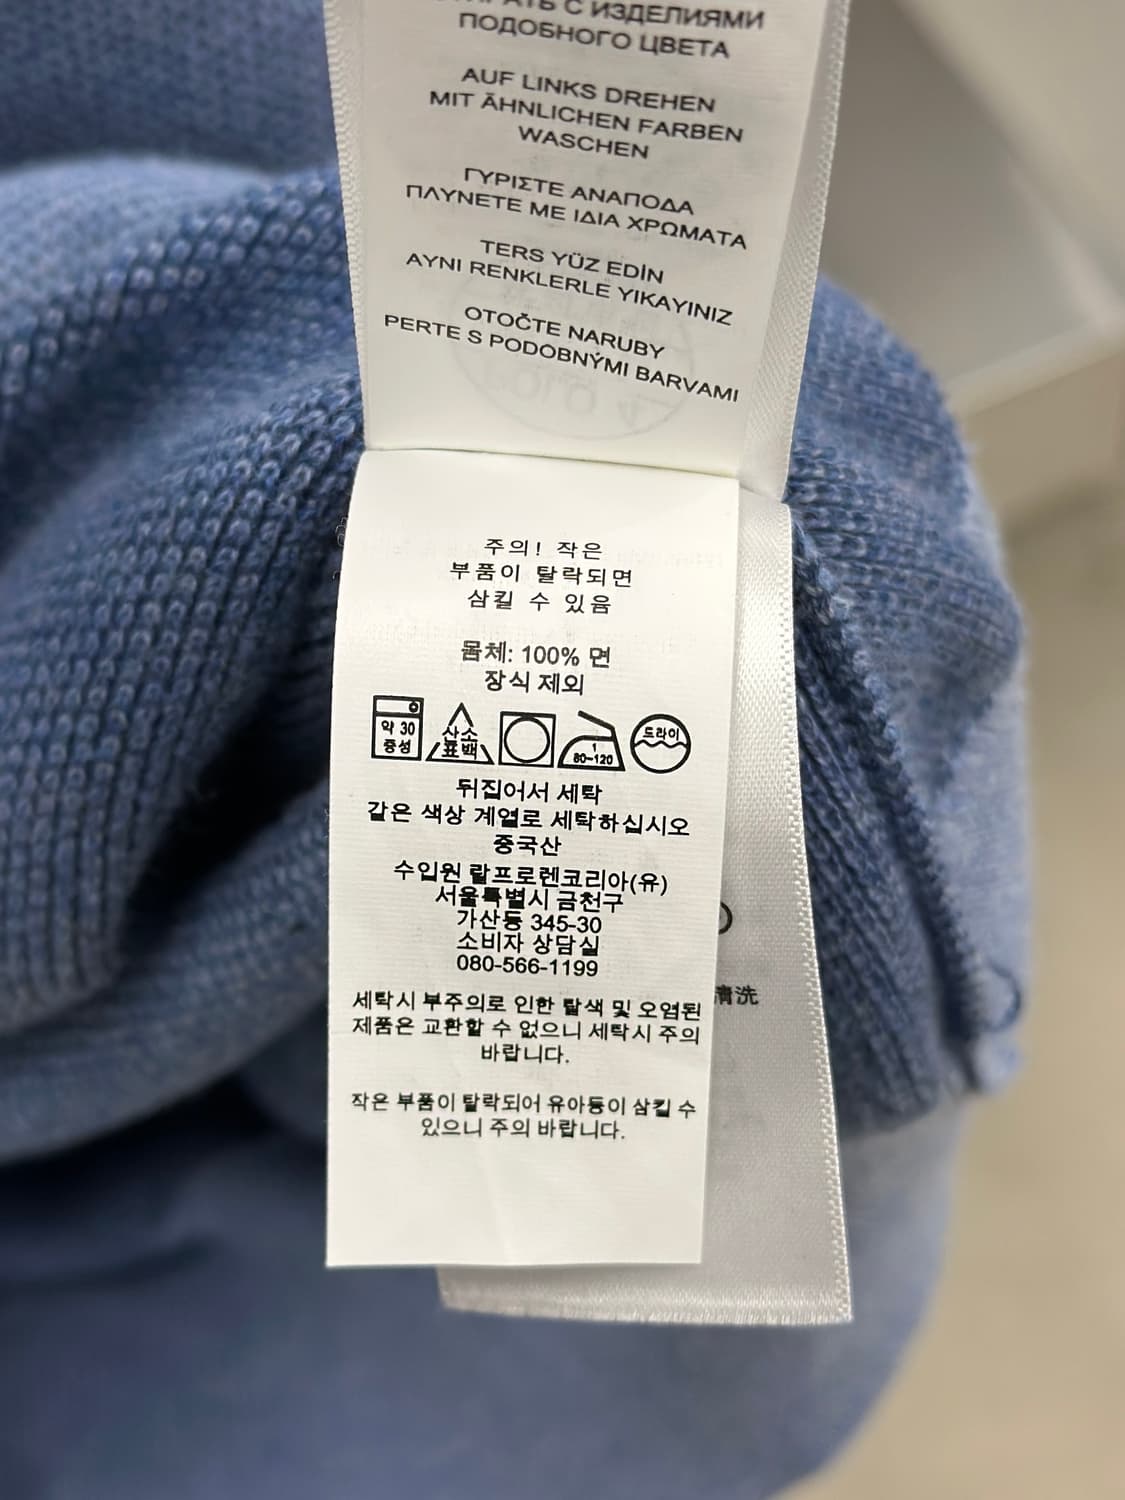 С ИЗДЕЛИЯМИ
ПОДОБНОГО ЦВЕТА
AUF LINKS DREHEN
MIT ÄHNLICHEN FARBEN
WASCHEN
ΓΥΡΙΣΤΕ ΑΝΑΠΟΔΑ
ΠΛΥΝΕΤΕ ΜΕ ΙΔΙΑ ΧΡΩΜΑΤΑ
TERS YÜZ EDİN
AYNI RENKLERLE YIKAYINIZ
OTOČTE NARUBY
PERTE S PODOBNÝMI BARVAMI
주의! 작은
부품이 탈락되면
삼킬 수 있음
몸체: 100% 면
장식 제외
약 30
중성
산소
표백
1
80~120
드라이
뒤집어서 세탁
같은 색상 계열로 세탁하십시오
중국산
수입원 랄프로렌코리아(유)
서울특별시 금천구
가산동 345-30
소비자 상담실
080-566-1199
세탁시 부주의로 인한 탈색 및 오염된
제품은 교환할 수 없으니 세탁시 주의
바랍니다.
작은 부품이 탈락되어 유아등이 삼킬 수
있으니 주의 바랍니다.
清洗